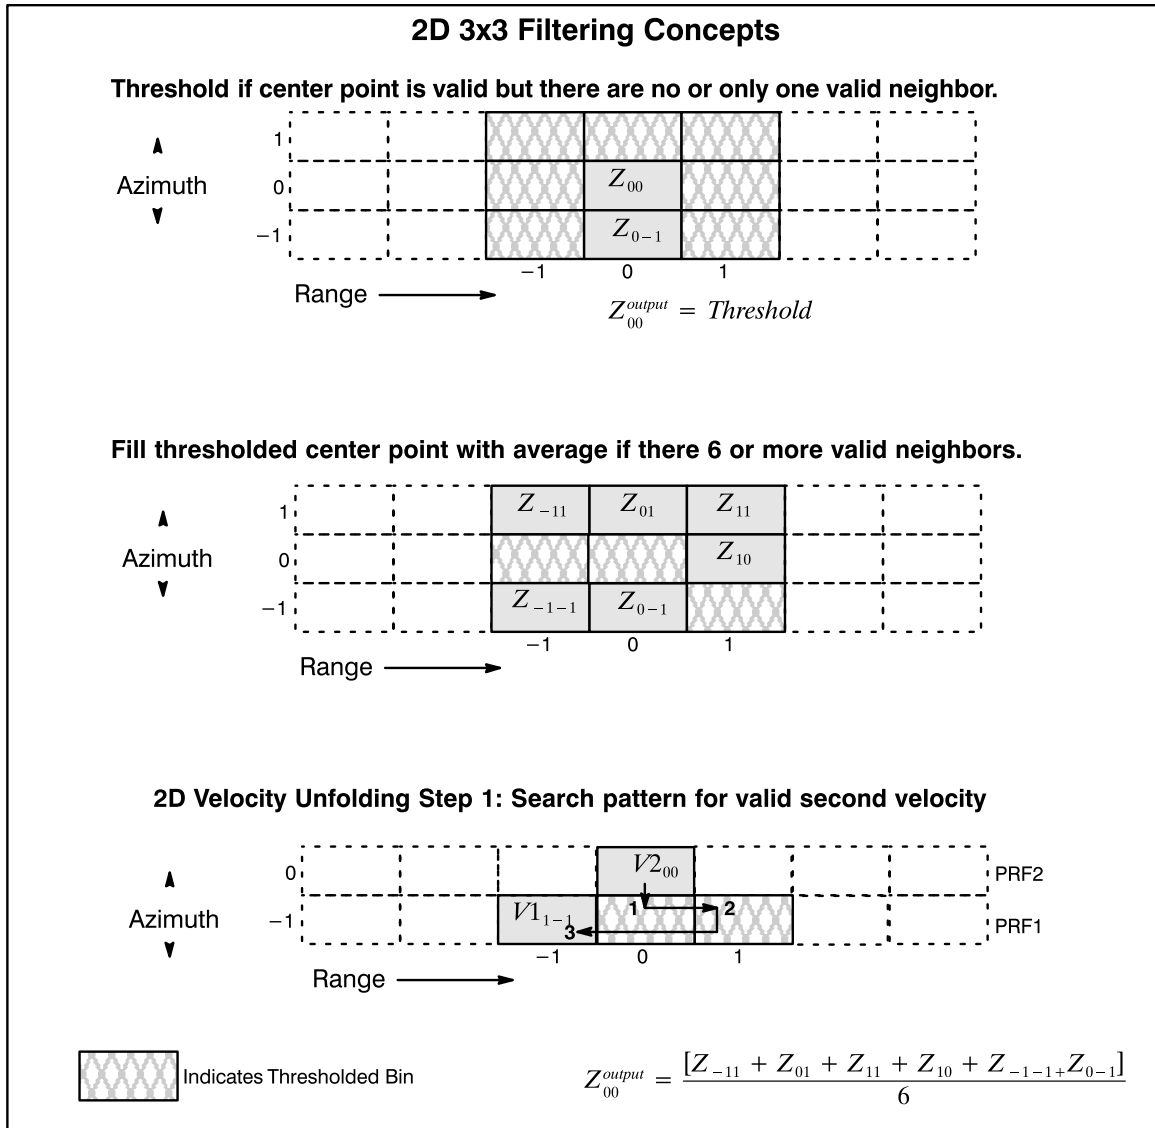 2D 3x3 Filtering Concepts
Threshold if center point is valid but there are no or only one valid neighbor.
1
Azimuth
0
Z00
−1
Z0−1
−1 0 1
Range
Z00^output = Threshold
Fill thresholded center point with average if there 6 or more valid neighbors.
1
Z−11 Z01 Z11
Azimuth
0
Z10
−1
Z−1−1 Z0−1
−1 0 1
Range
2D Velocity Unfolding Step 1: Search pattern for valid second velocity
0
V200
PRF2
Azimuth
−1
V11−1
1 2
3
PRF1
−1 0 1
Range
Indicates Thresholded Bin
Z00^output = [Z−11 + Z01 + Z11 + Z10 + Z−1−1+Z0−1] / 6